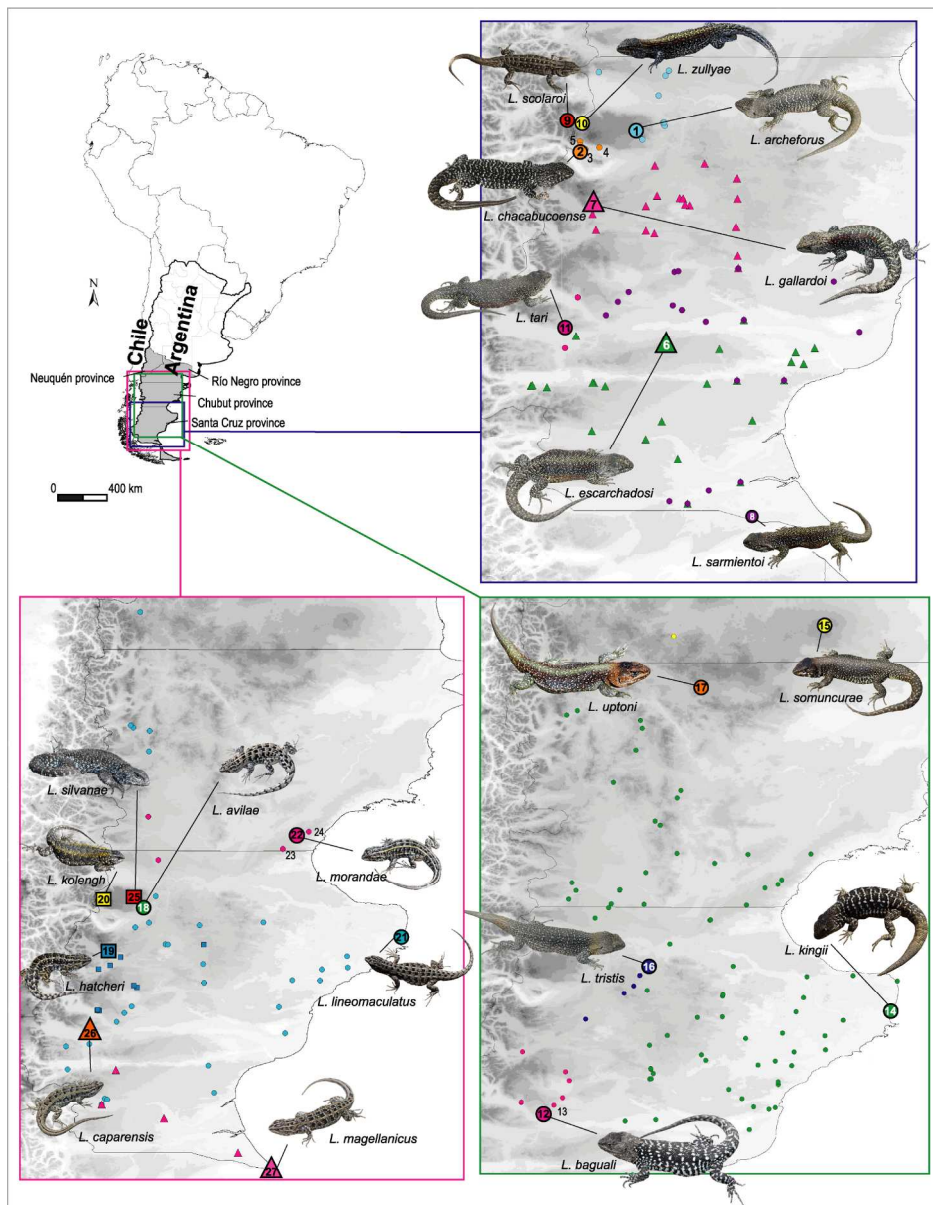 N
Chile
Argentina
Neuquén province
Río Negro province
Chubut province
Santa Cruz province
0 400 km
L. zullyae
L. scolaroi
L. archeforus
9
10
1
5
2
3
4
L. chacabucoense
7
L. gallardoi
L. tari
11
6
L. escarchadosi
8
L. sarmientoi
L. silvanae
L. avilae
22
24
23
L. kolengh
L. morandae
20
25
18
19
21
L. hatcheri
L. lineomaculatus
26
L. caparensis
L. magellanicus
27
15
17
L. uptoni
L. somuncurae
L. kingii
L. tristis
16
14
12
13
L. baguali